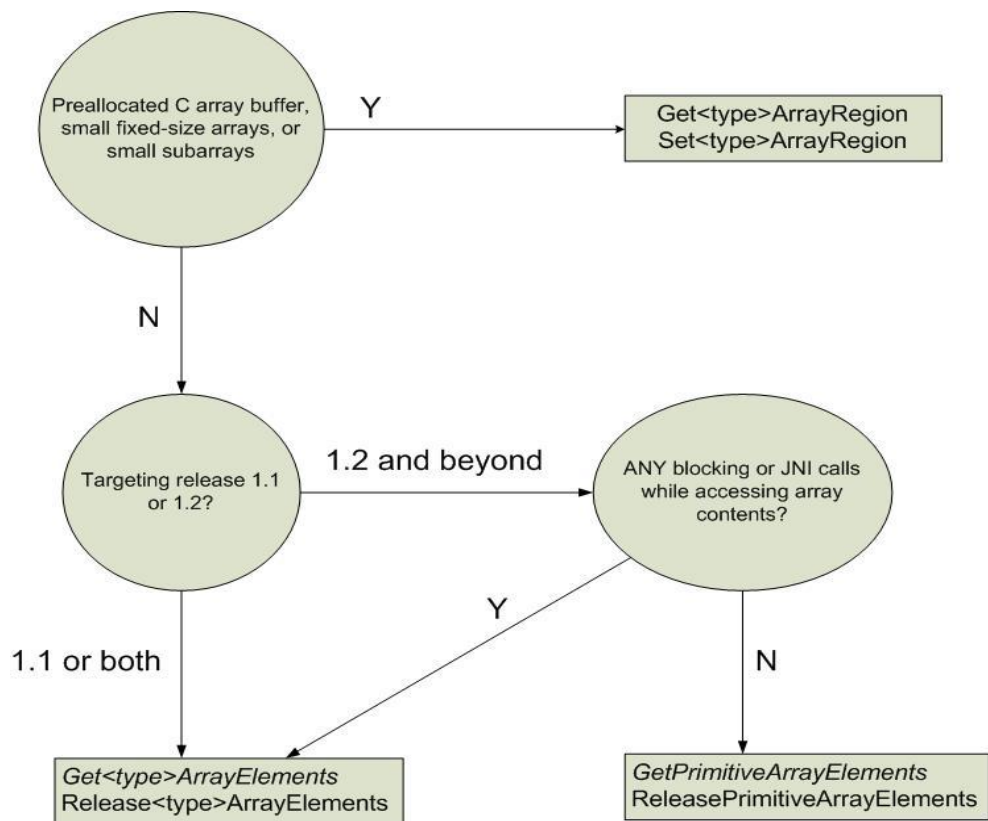 Preallocated C array buffer,
small fixed-size arrays, or
small subarrays
Y
Get<type>ArrayRegion
Set<type>ArrayRegion
N
Targeting release 1.1
or 1.2?
1.2 and beyond
ANY blocking or JNI calls
while accessing array
contents?
1.1 or both
Y
N
Get<type>ArrayElements
Release<type>ArrayElements
GetPrimitiveArrayElements
ReleasePrimitiveArrayElements